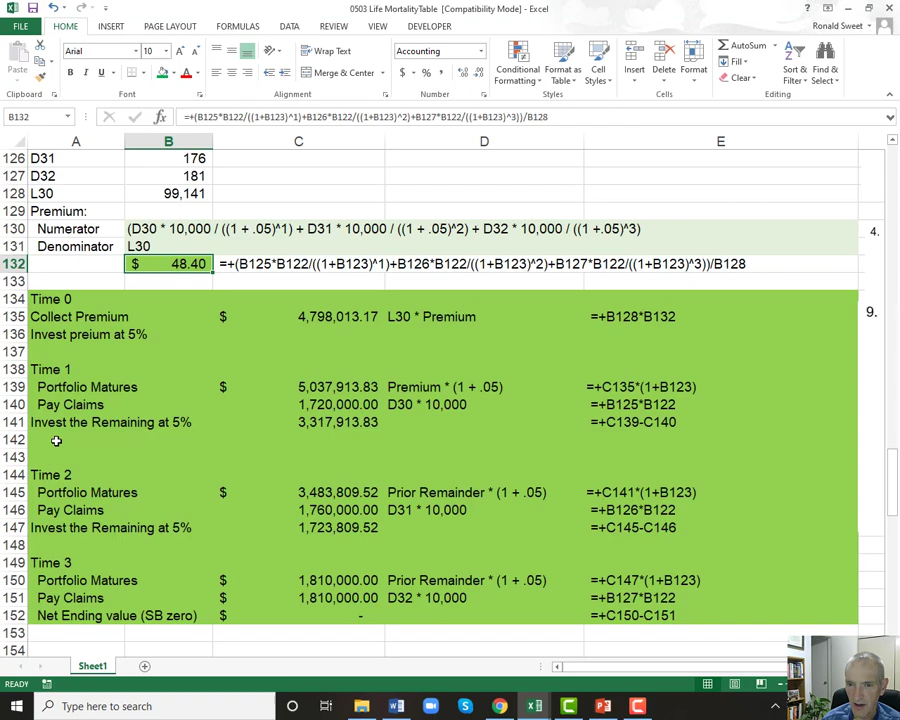 0503 Life MortalityTable [Compatibility Mode] - Excel
FILE HOME INSERT PAGE LAYOUT FORMULAS DATA REVIEW VIEW DEVELOPER Ronald Sweet
Arial 10 Wrap Text Accounting AutoSum
Fill
Paste B I U Merge & Center $ % Conditional Formatting Format as Table Cell Styles Insert Delete Format Clear Sort & Filter Find & Select
Clipboard Font Alignment Number Styles Cells Editing
B132 fx =+(B125*B122/((1+B123)^1)+B126*B122/((1+B123)^2)+B127*B122/((1+B123)^3))/B128
A B C D E
126 D31 176
127 D32 181
128 L30 99,141
129 Premium:
130 Numerator (D30 * 10,000 / ((1 + .05)^1) + D31 * 10,000 / ((1 + .05)^2) + D32 * 10,000 / ((1 +.05)^3) 4.
131 Denominator L30
132 $ 48.40 =+(B125*B122/((1+B123)^1)+B126*B122/((1+B123)^2)+B127*B122/((1+B123)^3))/B128
133
134 Time 0
135 Collect Premium $ 4,798,013.17 L30 * Premium =+B128*B132 9.
136 Invest preium at 5%
137
138 Time 1
139 Portfolio Matures $ 5,037,913.83 Premium * (1 + .05) =+C135*(1+B123)
140 Pay Claims 1,720,000.00 D30 * 10,000 =+B125*B122
141 Invest the Remaining at 5% 3,317,913.83 =+C139-C140
142
143
144 Time 2
145 Portfolio Matures $ 3,483,809.52 Prior Remainder * (1 + .05) =+C141*(1+B123)
146 Pay Claims 1,760,000.00 D31 * 10,000 =+B126*B122
147 Invest the Remaining at 5% 1,723,809.52 =+C145-C146
148
149 Time 3
150 Portfolio Matures $ 1,810,000.00 Prior Remainder * (1 + .05) =+C147*(1+B123)
151 Pay Claims $ 1,810,000.00 D32 * 10,000 =+B127*B122
152 Net Ending value (SB zero) $ - =+C150-C151
153
154
Sheet1
READY
Type here to search